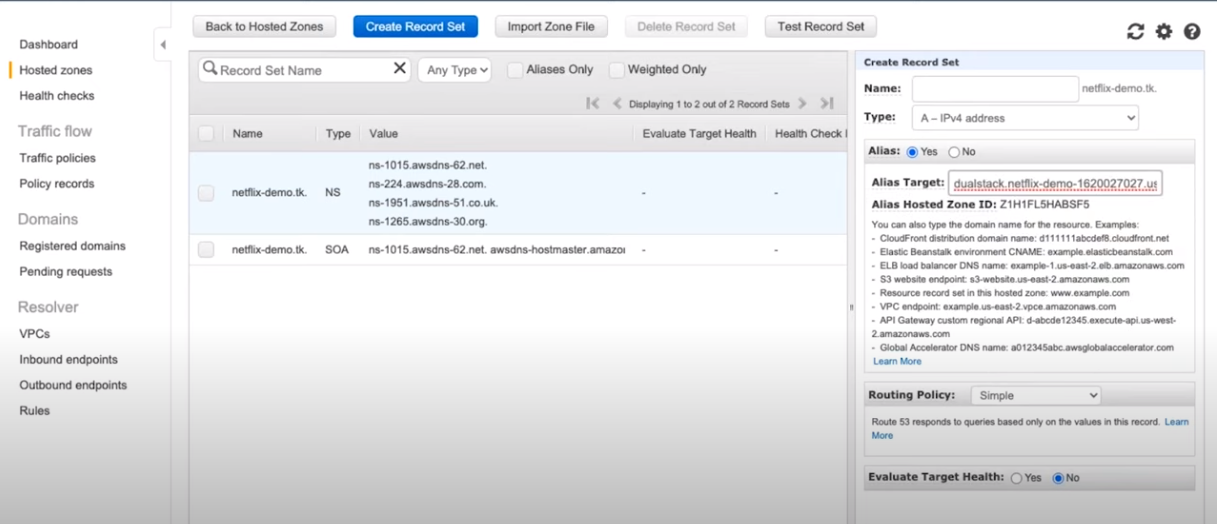 Back to Hosted Zones
Create Record Set
Import Zone File
Delete Record Set
Test Record Set
Dashboard
Hosted zones
Health checks
Traffic flow
Traffic policies
Policy records
Domains
Registered domains
Pending requests
Resolver
VPCs
Inbound endpoints
Outbound endpoints
Rules
Record Set Name
Any Type
Aliases Only
Weighted Only
Displaying 1 to 2 out of 2 Record Sets
Name Type Value Evaluate Target Health Health Check I
netflix-demo.tk. NS
ns-1015.awsdns-62.net.
ns-224.awsdns-28.com.
ns-1951.awsdns-51.co.uk.
ns-1265.awsdns-30.org.
- -
netflix-demo.tk. SOA ns-1015.awsdns-62.net. awsdns-hostmaster.amazoı - -
Create Record Set
Name: netflix-demo.tk.
Type: A – IPv4 address
Alias: Yes No
Alias Target: dualstack.netflix-demo-1620027027.us
Alias Hosted Zone ID: Z1H1FL5HABSF5
You can also type the domain name for the resource. Examples:
- CloudFront distribution domain name: d111111abcdef8.cloudfront.net
- Elastic Beanstalk environment CNAME: example.elasticbeanstalk.com
- ELB load balancer DNS name: example-1.us-east-2.elb.amazonaws.com
- S3 website endpoint: s3-website.us-east-2.amazonaws.com
- Resource record set in this hosted zone: www.example.com
- VPC endpoint: example.us-east-2.vpce.amazonaws.com
- API Gateway custom regional API: d-abcde12345.execute-api.us-west-
2.amazonaws.com
- Global Accelerator DNS name: a012345abc.awsglobalaccelerator.com
Learn More
Routing Policy: Simple
Route 53 responds to queries based only on the values in this record. Learn
More
Evaluate Target Health: Yes No